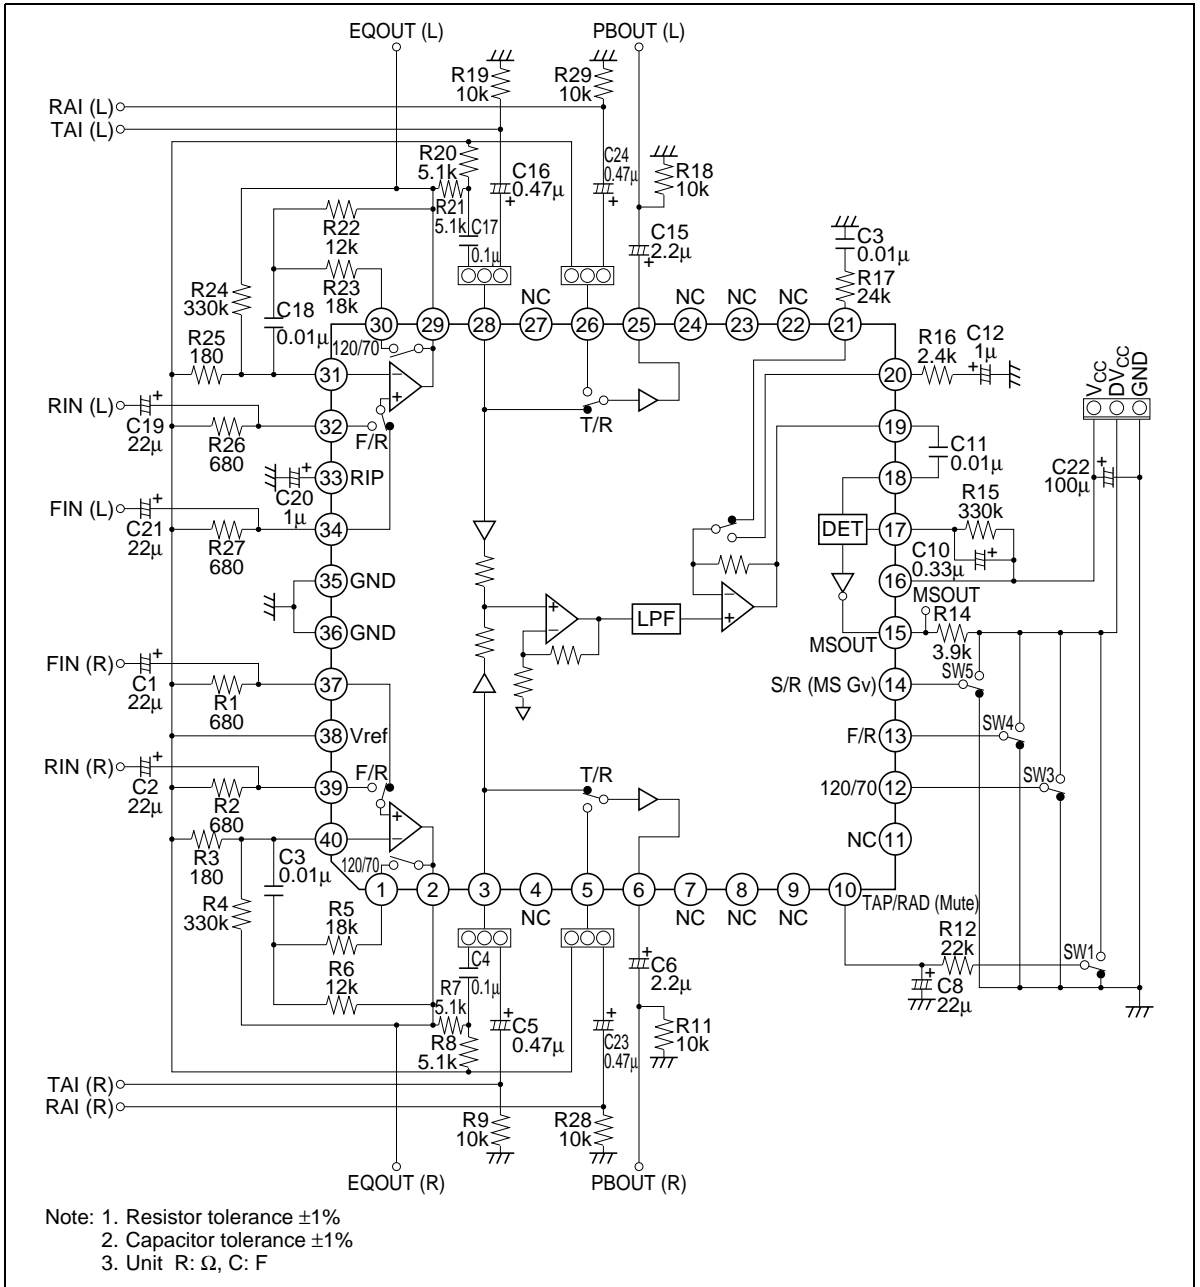 EQOUT (L)
PBOUT (L)
R19
10k
R29
10k
RAI (L)
TAI (L)
R20
5.1k
R21
5.1k
C17
0.1µ
C16
0.47µ
C24
0.47µ
R18
10k
C15
2.2µ
R22
12k
R23
18k
R24
330k
C18
0.01µ
R25
180
C3
0.01µ
R17
24k
NC
NC
NC
NC
30
29
28
27
26
25
24
23
22
21
120/70
31
R16
2.4k
C12
1µ
20
VCC
DVCC
GND
RIN (L)
C19
22µ
R26
680
32
F/R
T/R
19
C11
0.01µ
33
RIP
C20
1µ
18
C22
100µ
FIN (L)
C21
22µ
R27
680
34
DET
17
R15
330k
C10
0.33µ
35
GND
16
MSOUT
R14
3.9k
LPF
36
GND
MSOUT
15
FIN (R)
C1
22µ
R1
680
37
S/R (MS Gv)
14
SW5
38
Vref
F/R
13
SW4
RIN (R)
C2
22µ
R2
680
39
F/R
T/R
120/70
12
SW3
40
R3
180
C3
0.01µ
NC
11
120/70
1
2
3
4
5
6
7
8
9
10
TAP/RAD (Mute)
NC
NC
NC
NC
R4
330k
R5
18k
R6
12k
R7
5.1k
C4
0.1µ
R8
5.1k
C5
0.47µ
C23
0.47µ
C6
2.2µ
R11
10k
R12
22k
SW1
C8
22µ
TAI (R)
RAI (R)
R9
10k
R28
10k
EQOUT (R)
PBOUT (R)
Note: 1. Resistor tolerance ±1%
2. Capacitor tolerance ±1%
3. Unit R: Ω, C: F